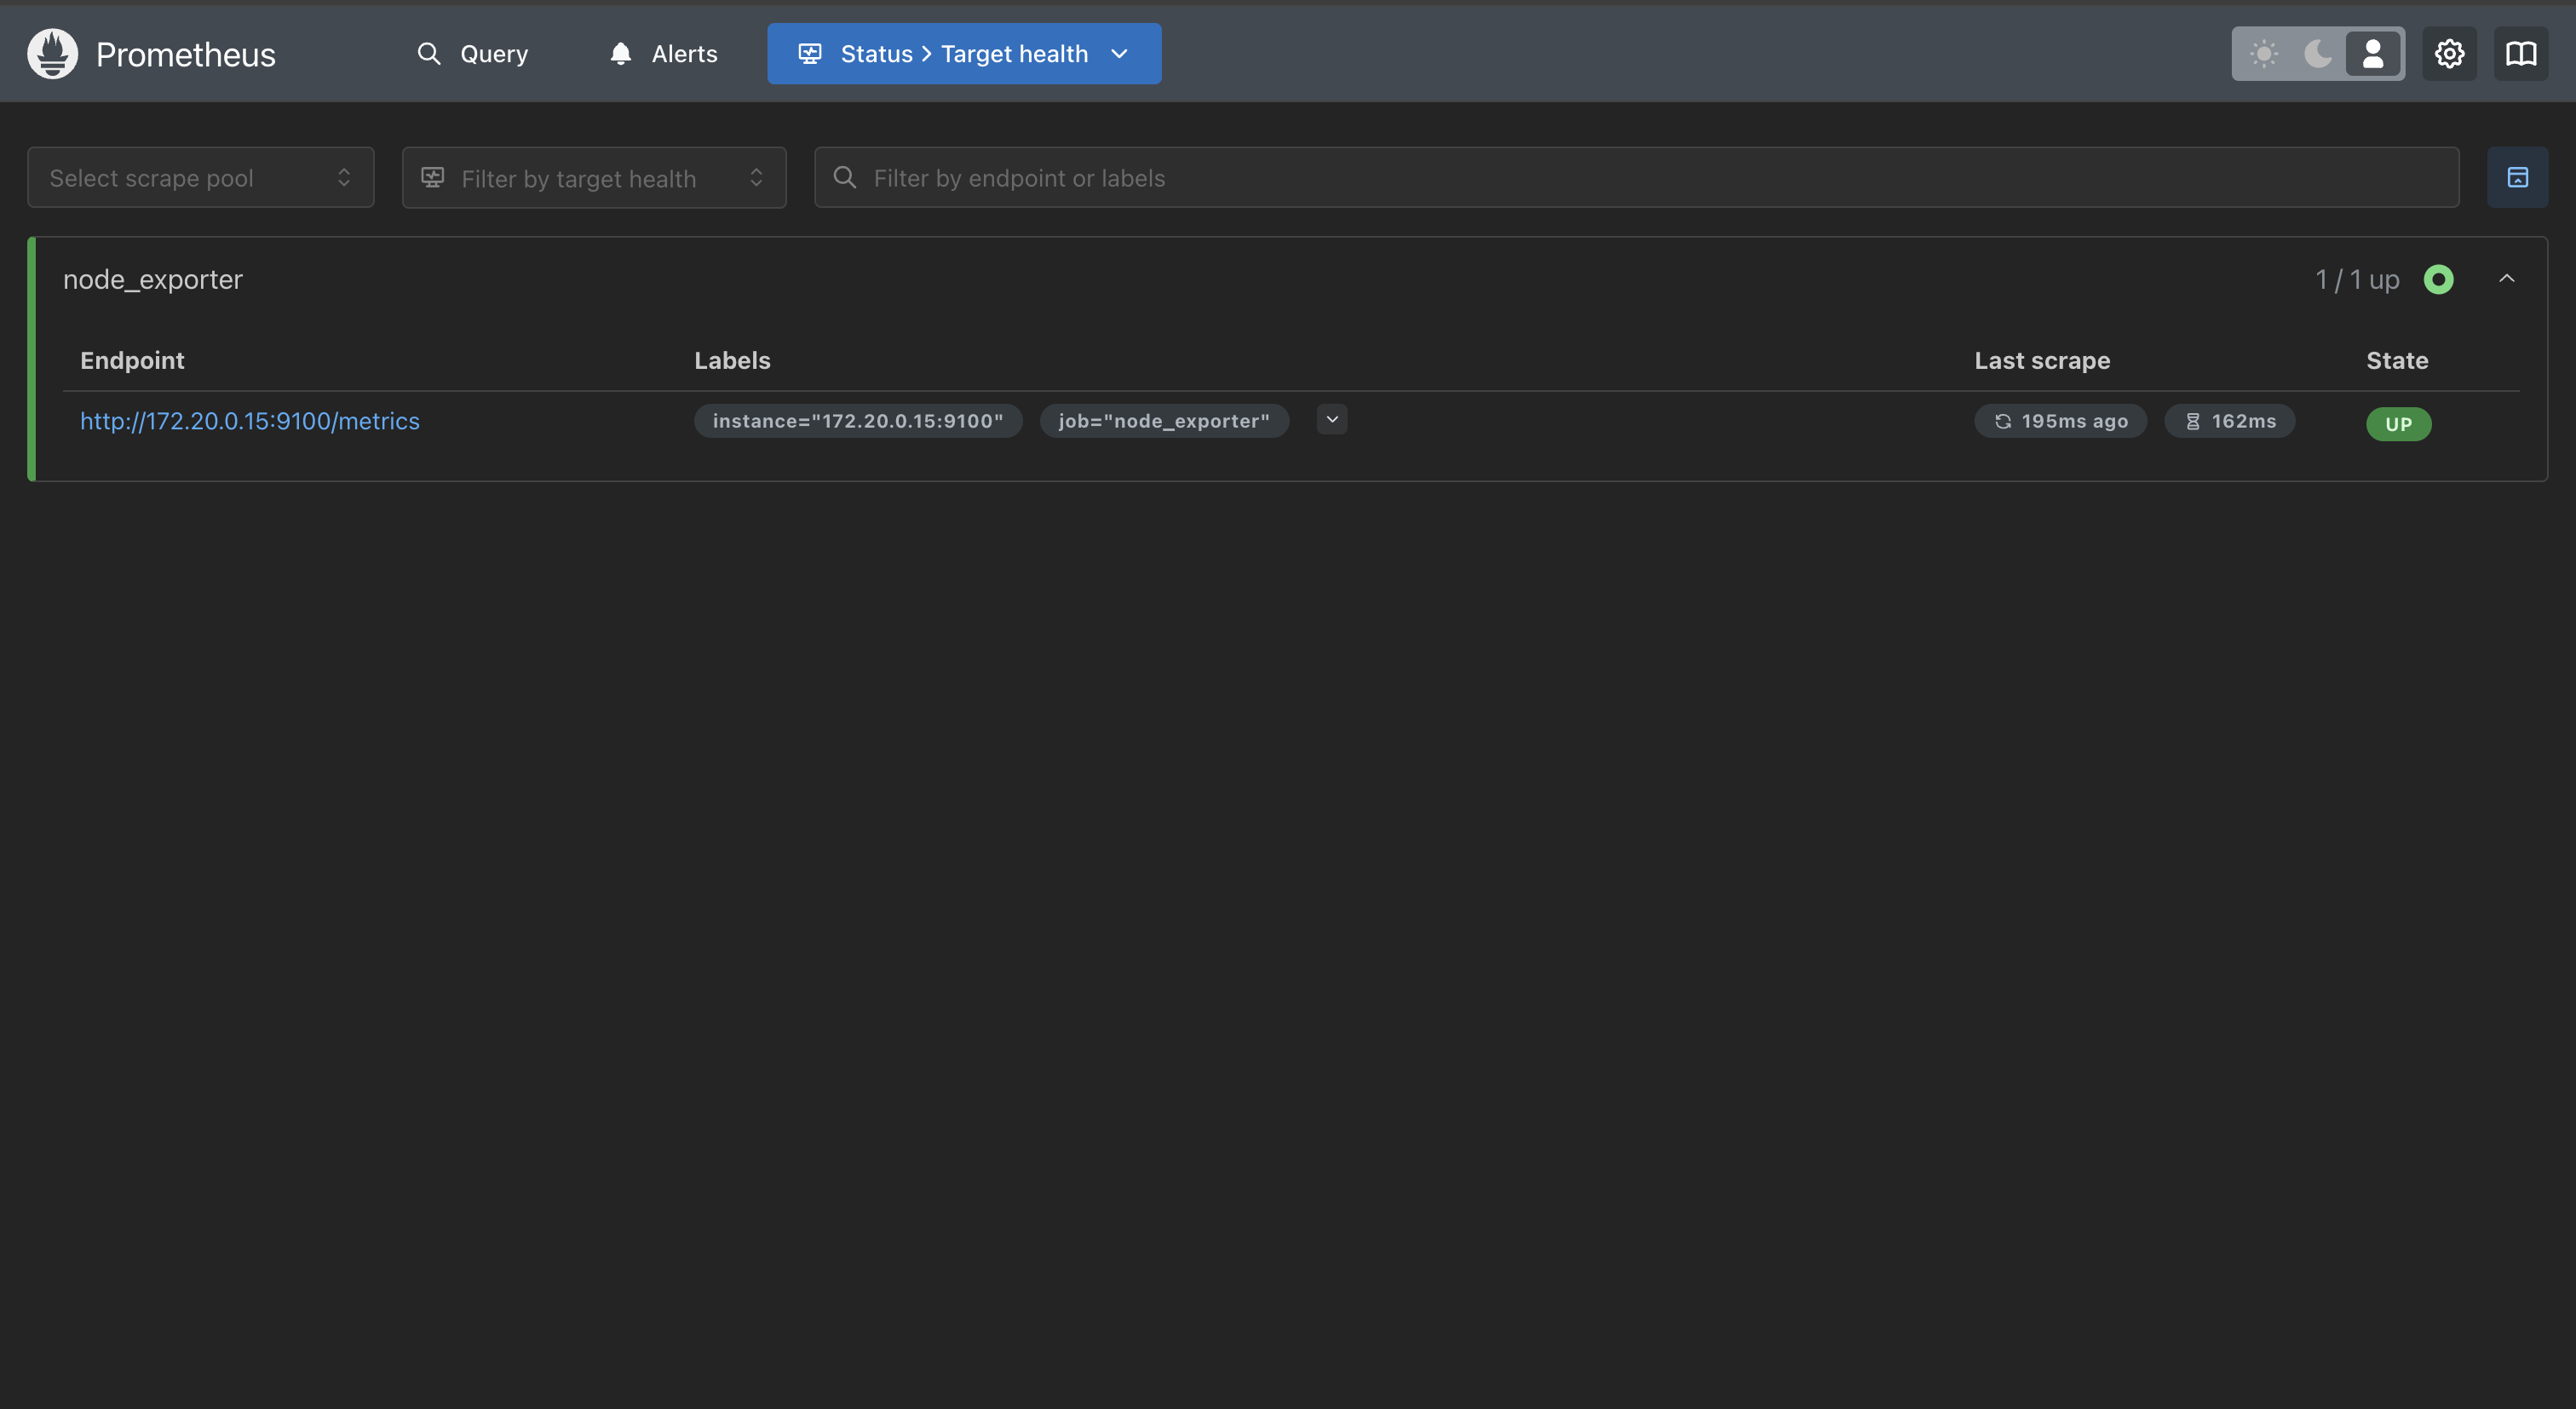 Prometheus Query Alerts Status > Target health
Select scrape pool Filter by target health Filter by endpoint or labels
node_exporter 1 / 1 up
Endpoint Labels Last scrape State
http://172.20.0.15:9100/metrics instance="172.20.0.15:9100" job="node_exporter" 195ms ago 162ms UP